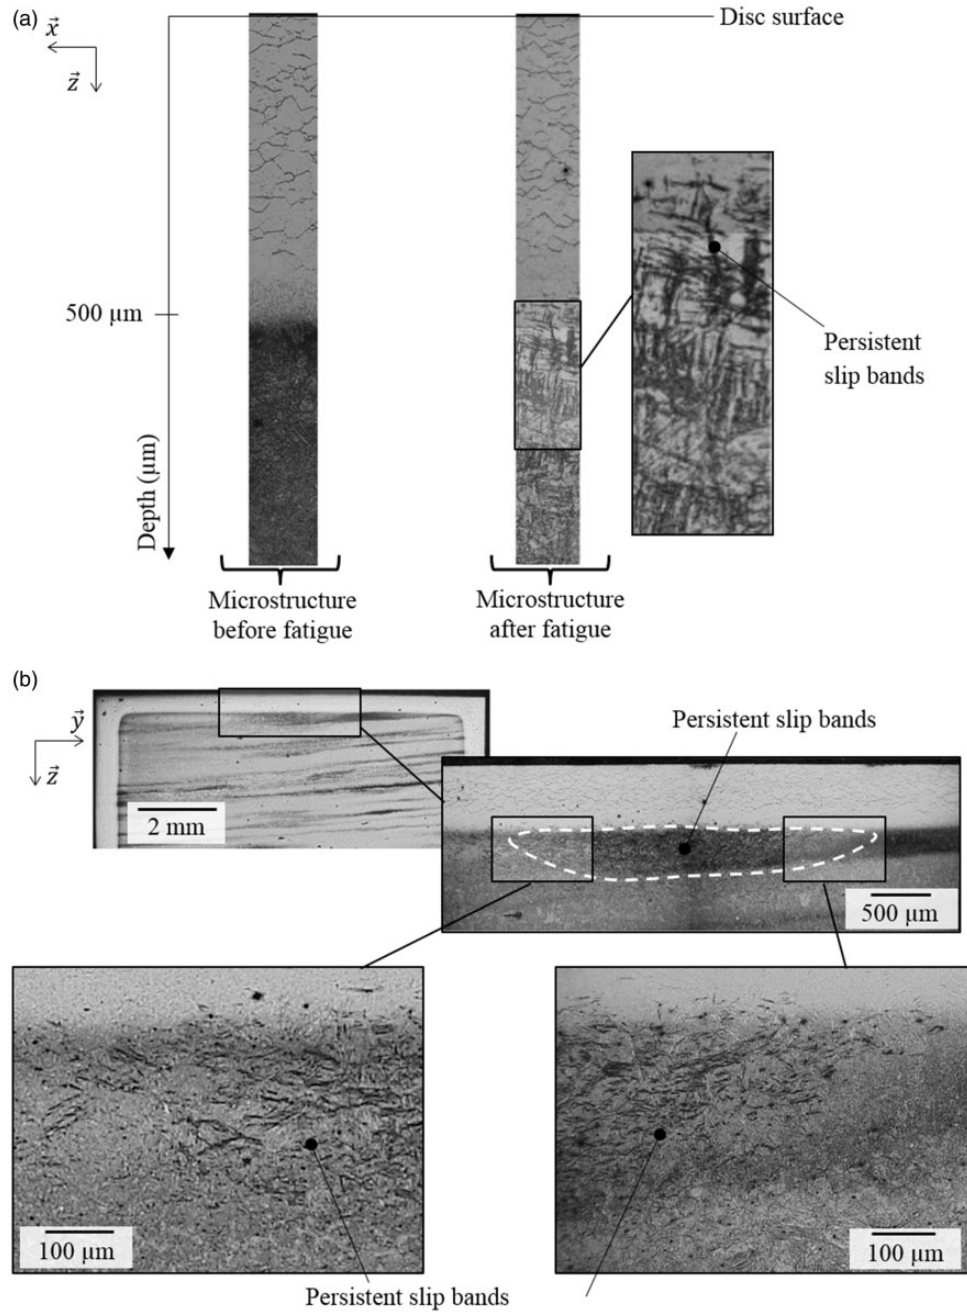 (a)
x
z
Disc surface
500 μm
Persistent
slip bands
Depth (μm)
Microstructure
before fatigue
Microstructure
after fatigue
(b)
y
z
Persistent slip bands
2 mm
500 μm
100 μm
100 μm
Persistent slip bands